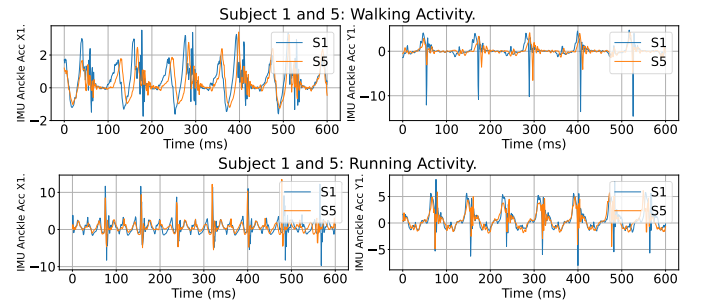 Subject 1 and 5: Walking Activity.
IMU Anckle Acc X1.
2
0
−2
0 100 200 300 400 500 600
Time (ms)
S1
S5
IMU Anckle Acc Y1.
0
−10
0 100 200 300 400 500 600
Time (ms)
S1
S5
Subject 1 and 5: Running Activity.
IMU Anckle Acc X1.
10
0
−10
0 100 200 300 400 500 600
Time (ms)
S1
S5
IMU Anckle Acc Y1.
5
0
−5
0 100 200 300 400 500 600
Time (ms)
S1
S5